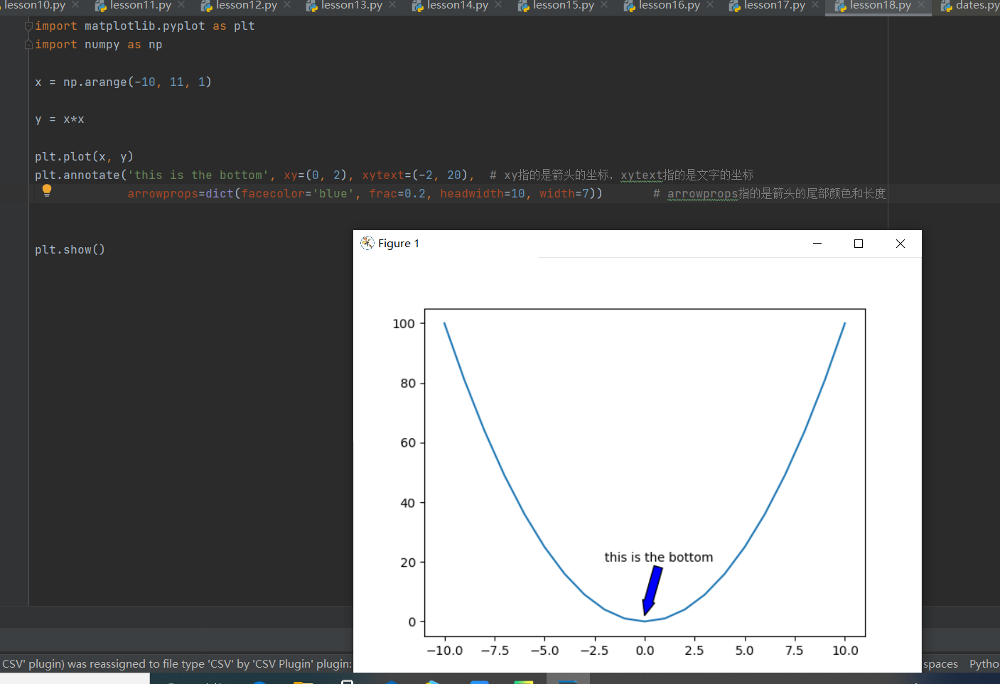 lesson10.py lesson11.py lesson12.py lesson13.py lesson14.py lesson15.py lesson16.py lesson17.py lesson18.py dates.py
import matplotlib.pyplot as plt
import numpy as np
x = np.arange(-10, 11, 1)
y = x*x
plt.plot(x, y)
plt.annotate('this is the bottom', xy=(0, 2), xytext=(-2, 20),  # xy指的是箭头的坐标，xytext指的是文字的坐标
arrowprops=dict(facecolor='blue', frac=0.2, headwidth=10, width=7))  # arrowprops指的是箭头的尾部颜色和长度
plt.show()
Figure 1
100
80
60
40
this is the bottom
20
0
−10.0 −7.5 −5.0 −2.5 0.0 2.5 5.0 7.5 10.0
CSV' plugin) was reassigned to file type 'CSV' by 'CSV Plugin' plugin: spaces